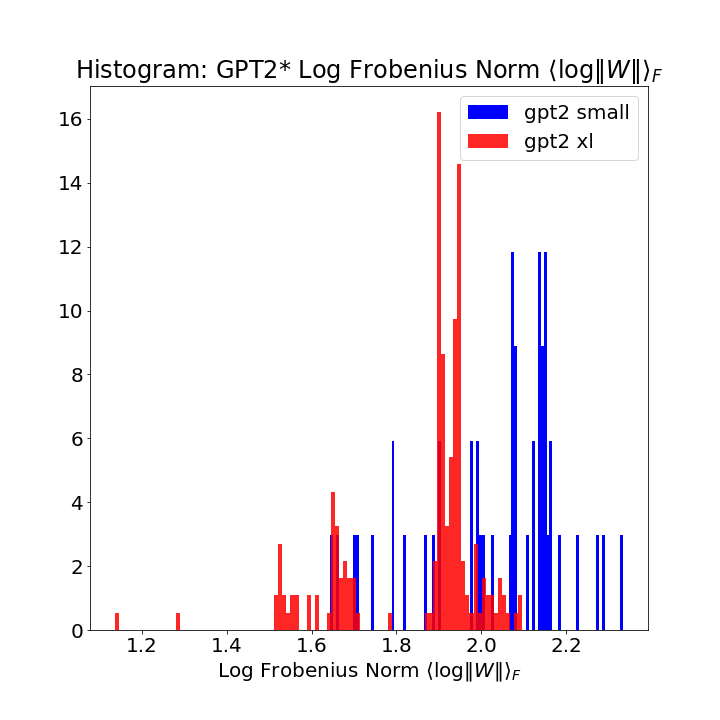 Histogram: GPT2* Log Frobenius Norm ⟨log‖W‖⟩F
gpt2 small
gpt2 xl
16
14
12
10
8
6
4
2
0
1.2 1.4 1.6 1.8 2.0 2.2
Log Frobenius Norm ⟨log‖W‖⟩F